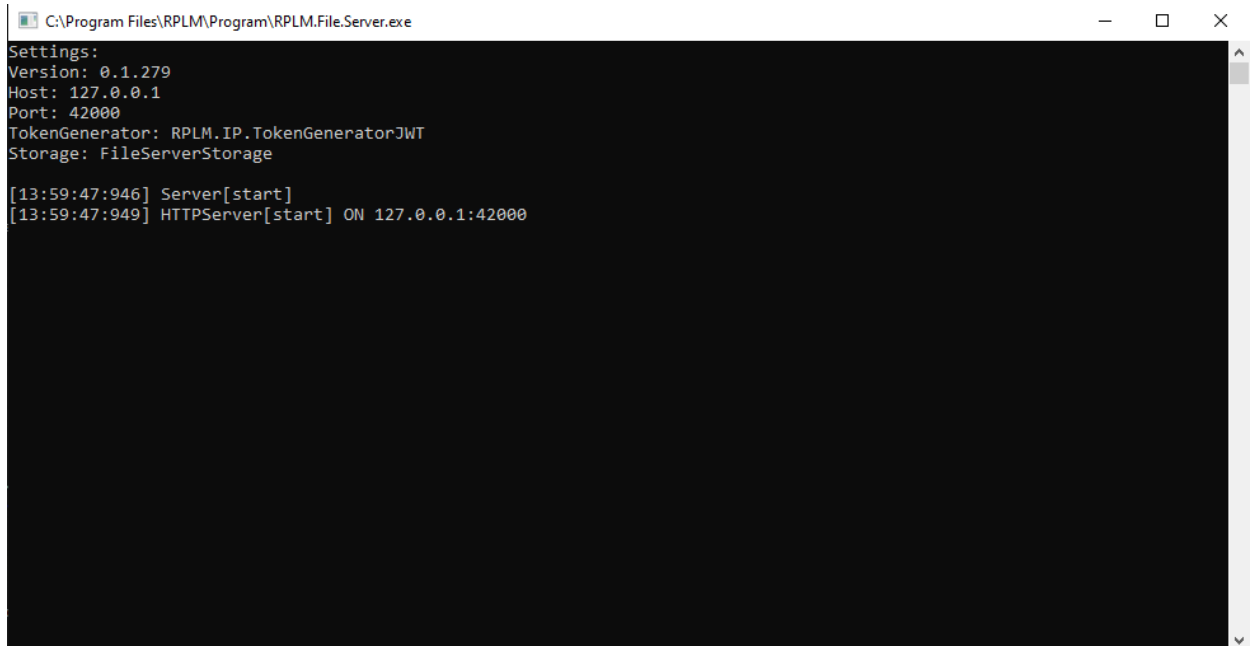 C:\Program Files\RPLM\Program\RPLM.File.Server.exe
Settings:
Version: 0.1.279
Host: 127.0.0.1
Port: 42000
TokenGenerator: RPLM.IP.TokenGeneratorJWT
Storage: FileServerStorage
[13:59:47:946] Server[start]
[13:59:47:949] HTTPServer[start] ON 127.0.0.1:42000